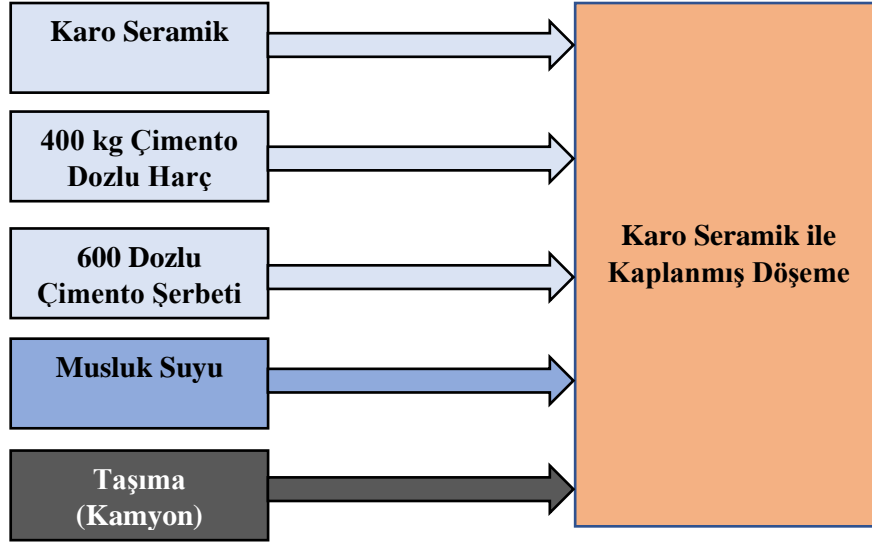 Karo Seramik
400 kg Çimento
Dozlu Harç
600 Dozlu
Çimento Şerbeti
Musluk Suyu
Taşıma
(Kamyon)
Karo Seramik ile
Kaplanmış Döşeme